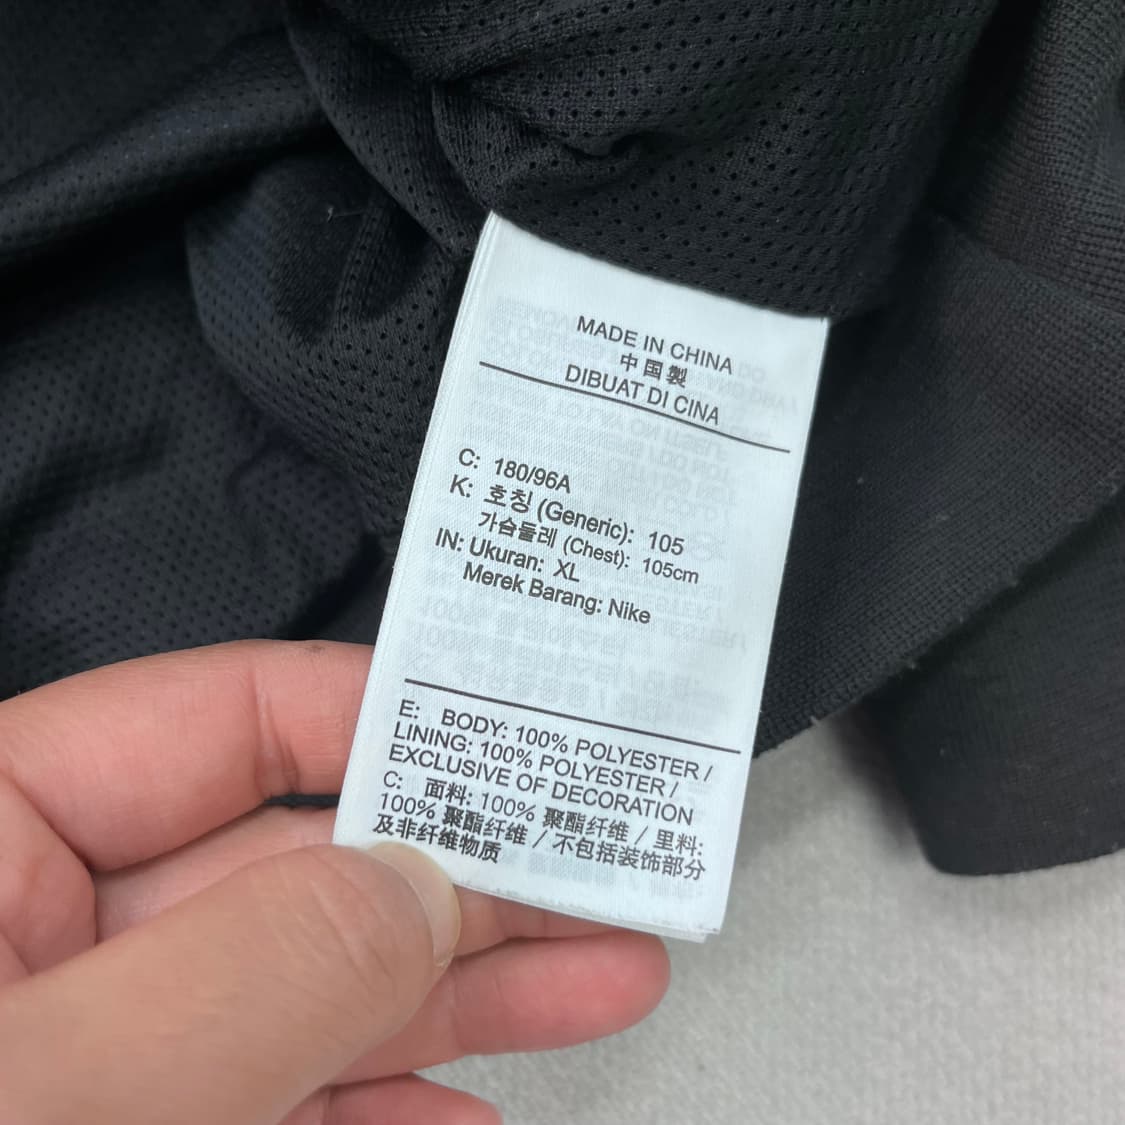 MADE IN CHINA
中国製
DIBUAT DI CINA
C: 180/96A
K: 호칭 (Generic): 105
가슴둘레 (Chest): 105cm
IN: Ukuran: XL
Merek Barang: Nike
E: BODY: 100% POLYESTER /
LINING: 100% POLYESTER /
EXCLUSIVE OF DECORATION
C: 面料: 100% 聚酯纤维 / 里料:
100% 聚酯纤维 / 不包括装饰部分
及非纤维物质